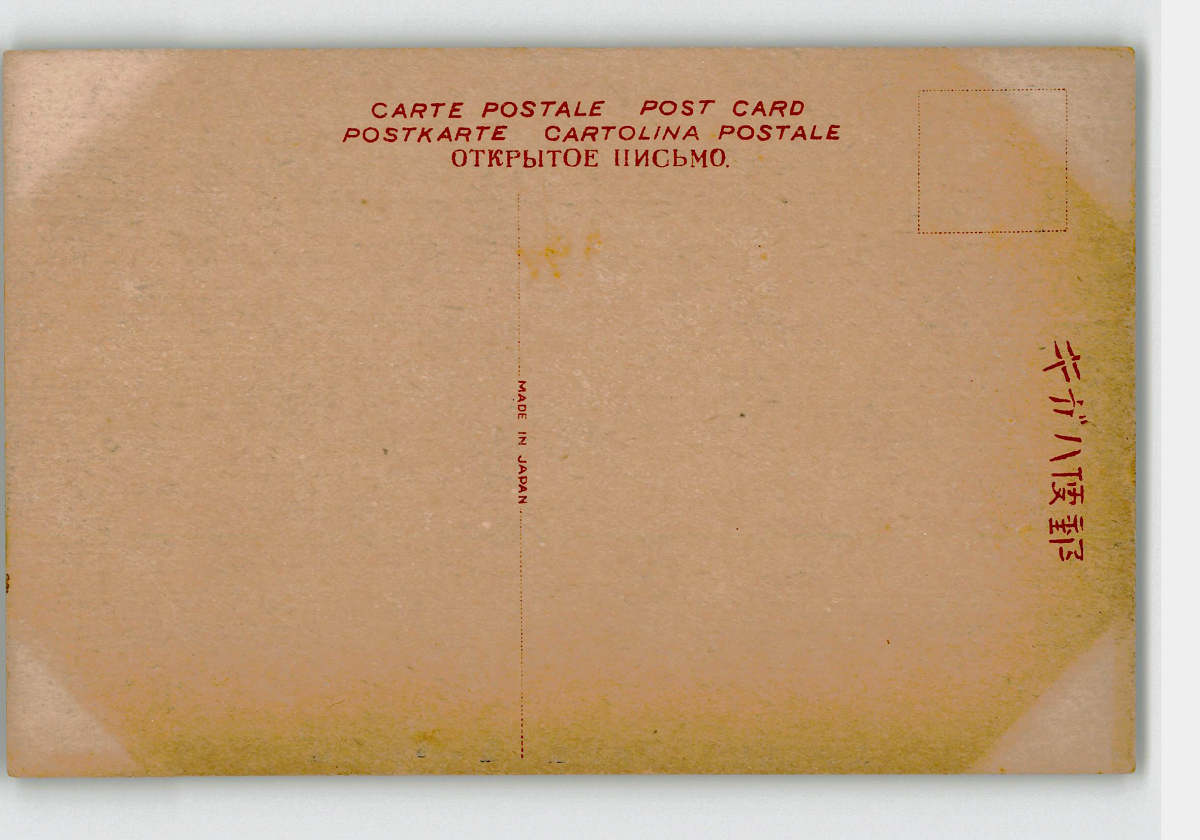 CARTE POSTALE POST CARD
POSTKARTE CARTOLINA POSTALE
ОТКРЫТОЕ ПИСЬМО.
MADE IN JAPAN
郵便ハガキ